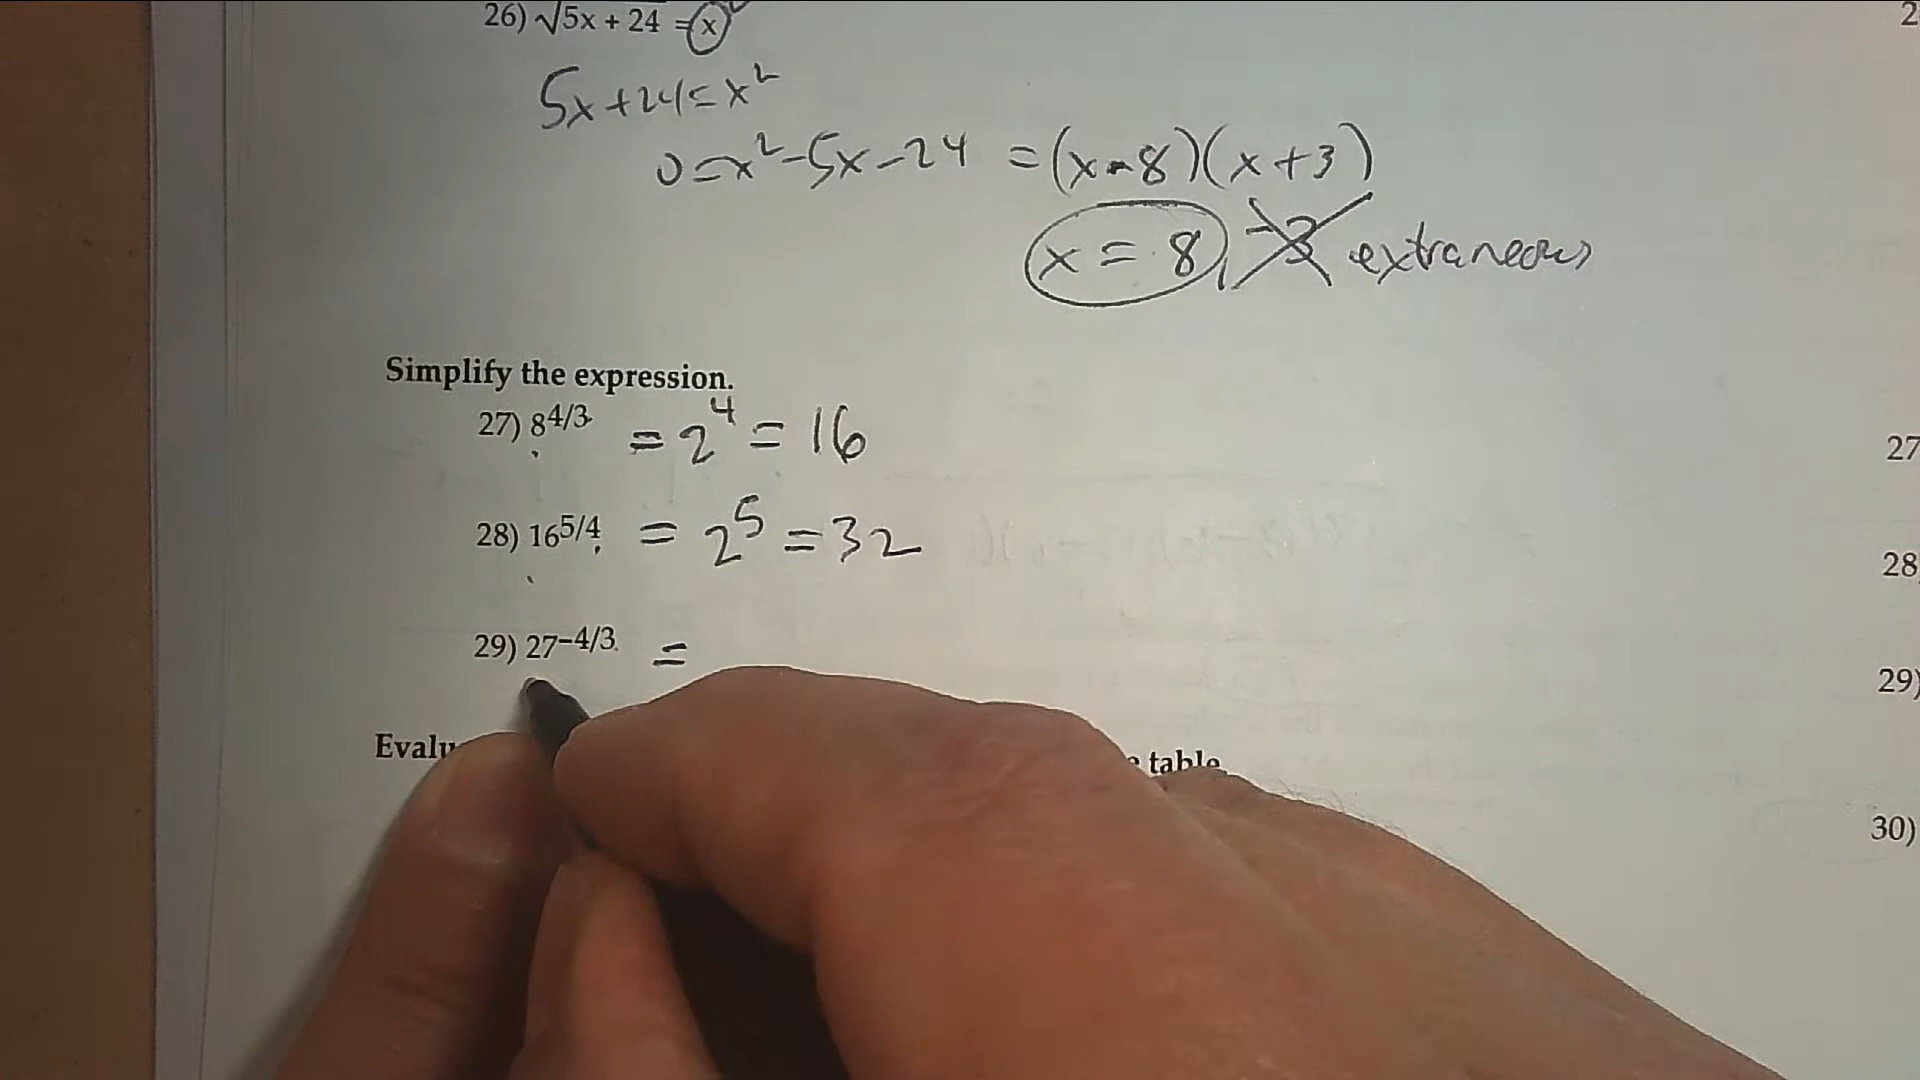 26) √5x + 24 = x²
5x+24=x²
0=x²-5x-24 =(x-8)(x+3)
x = 8, -3 extraneous
Simplify the expression.
27) 8^4/3 = 2^4 = 16
27
28) 16^5/4 = 2^5 = 32
28)
29) 27^-4/3 =
29)
table
30)